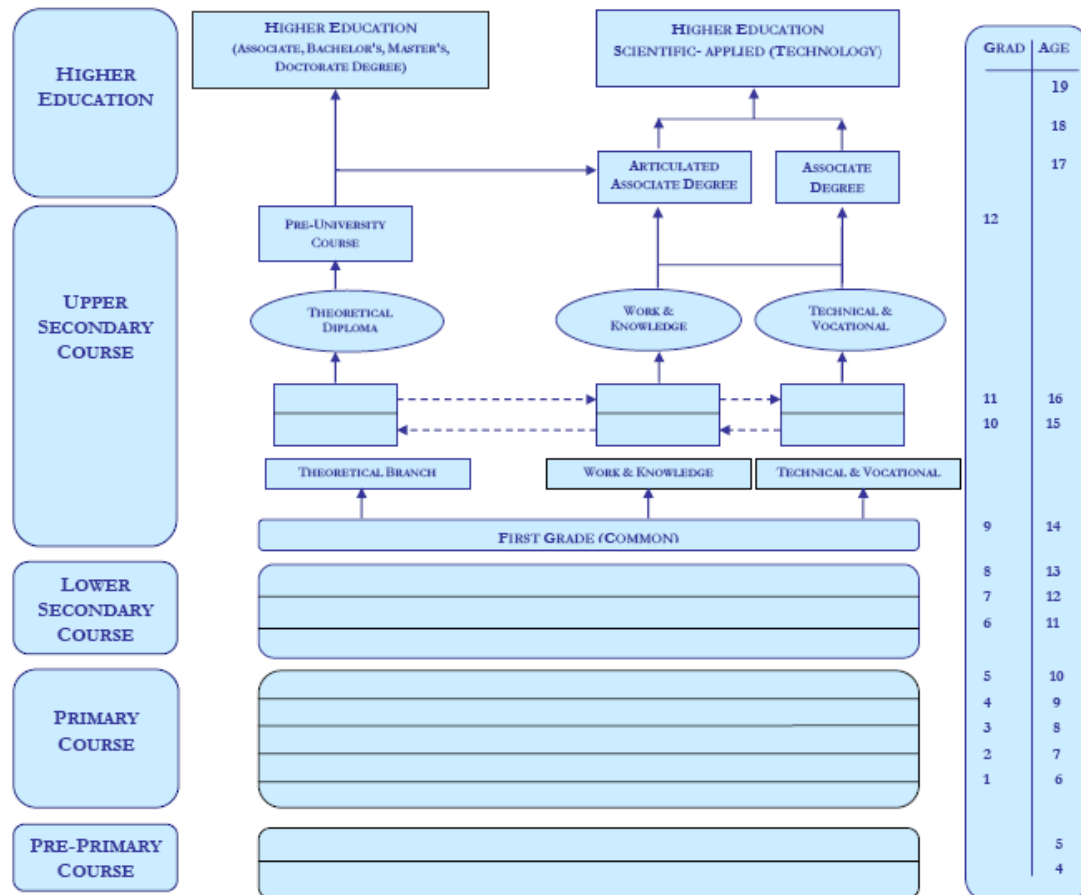 HIGHER EDUCATION
(ASSOCIATE, BACHELOR'S, MASTER'S,
DOCTORATE DEGREE)
HIGHER EDUCATION
SCIENTIFIC- APPLIED (TECHNOLOGY)
GRAD AGE
HIGHER
EDUCATION
19
18
17
ARTICULATED
ASSOCIATE DEGREE
ASSOCIATE
DEGREE
PRE-UNIVERSITY
COURSE
12
UPPER
SECONDARY
COURSE
THEORETICAL
DIPLOMA
WORK &
KNOWLEDGE
TECHNICAL &
VOCATIONAL
11 16
10 15
THEORETICAL BRANCH
WORK & KNOWLEDGE
TECHNICAL & VOCATIONAL
FIRST GRADE (COMMON)
9 14
LOWER
SECONDARY
COURSE
8 13
7 12
6 11
PRIMARY
COURSE
5 10
4 9
3 8
2 7
1 6
PRE-PRIMARY
COURSE
5
4